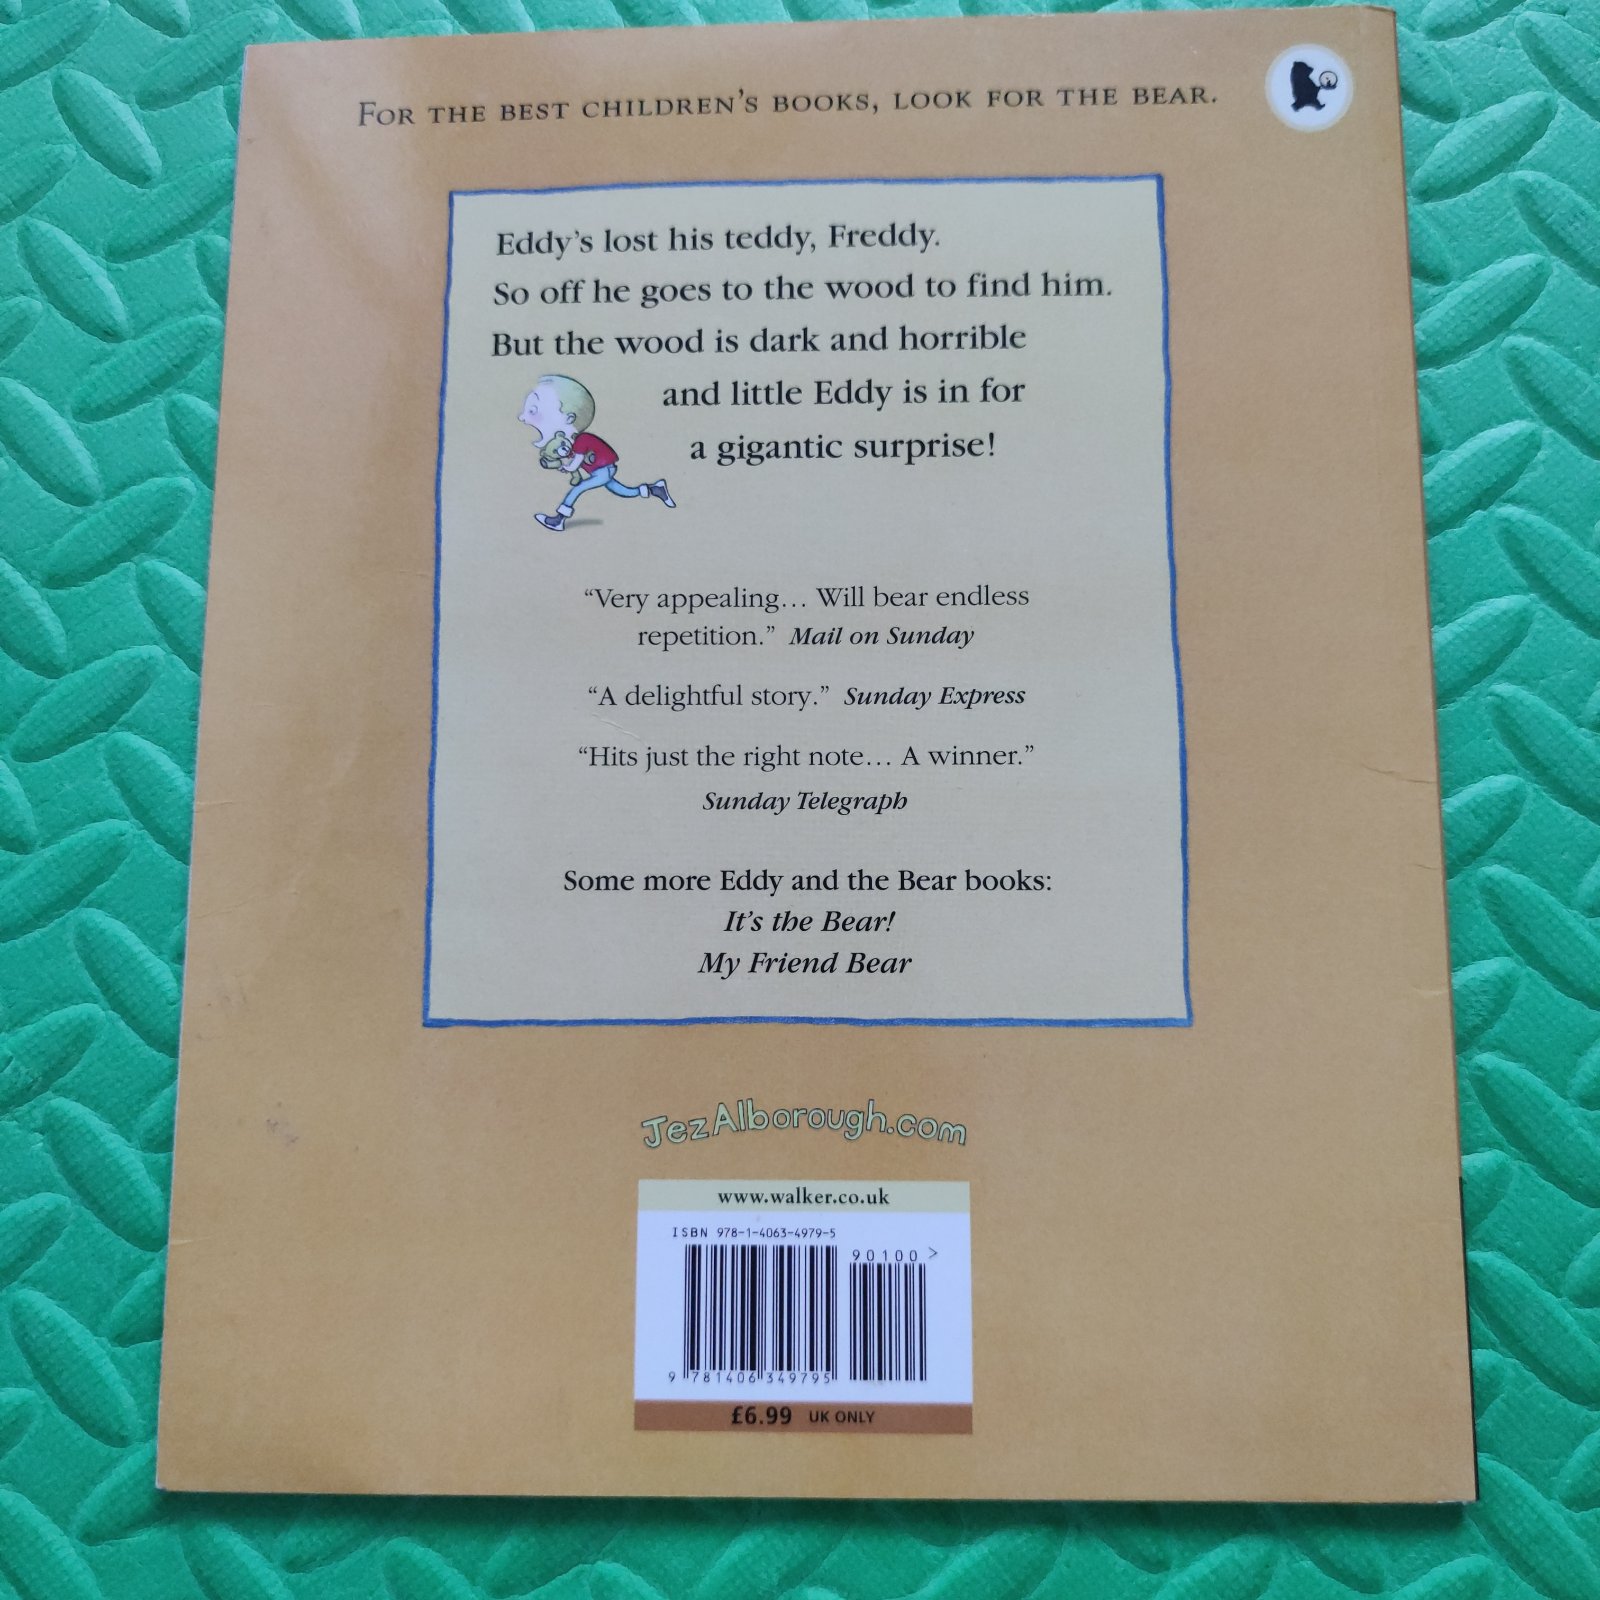 FOR THE BEST CHILDREN'S BOOKS, LOOK FOR THE BEAR.
Eddy's lost his teddy, Freddy.
So off he goes to the wood to find him.
But the wood is dark and horrible
and little Eddy is in for
a gigantic surprise!
“Very appealing… Will bear endless
repetition.” Mail on Sunday
“A delightful story.” Sunday Express
“Hits just the right note… A winner.”
Sunday Telegraph
Some more Eddy and the Bear books:
It's the Bear!
My Friend Bear
JezAlborough.com
www.walker.co.uk
ISBN 978-1-4063-4979-5
90100 >
9 781406 349795
£6.99 UK ONLY